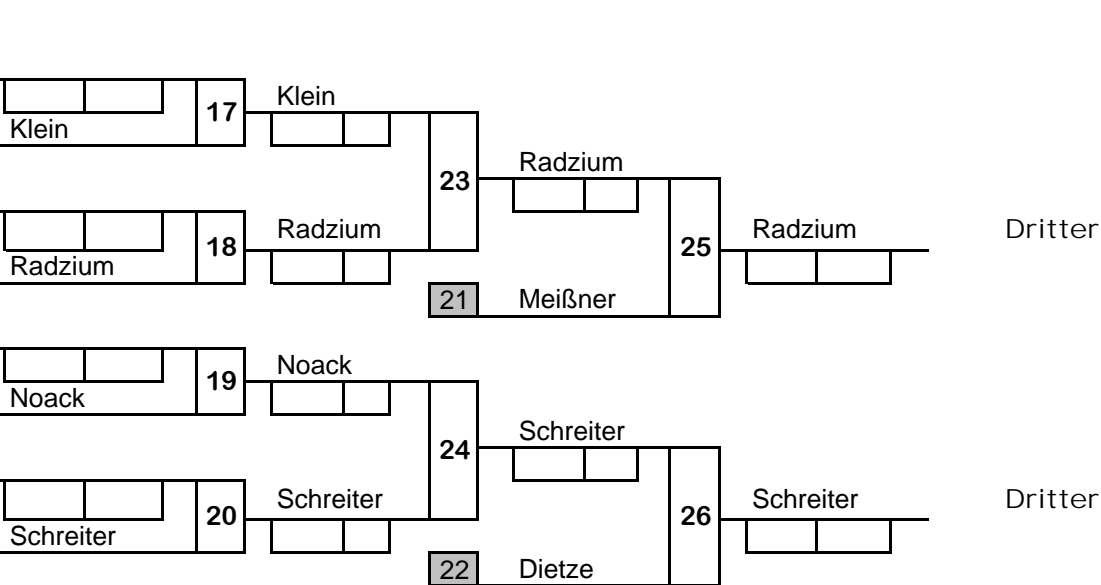 Klein
17
Klein
23
Radzium
18
Radzium
Radzium
25
Radzium
Dritter
Radzium
21
Meißner
19
Noack
Noack
24
Schreiter
20
Schreiter
26
Schreiter
Dritter
Schreiter
22
Dietze